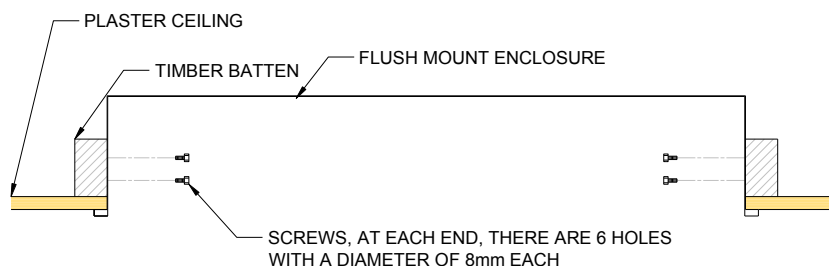 PLASTER CEILING
FLUSH MOUNT ENCLOSURE
TIMBER BATTEN
SCREWS, AT EACH END, THERE ARE 6 HOLES
WITH A DIAMETER OF 8mm EACH